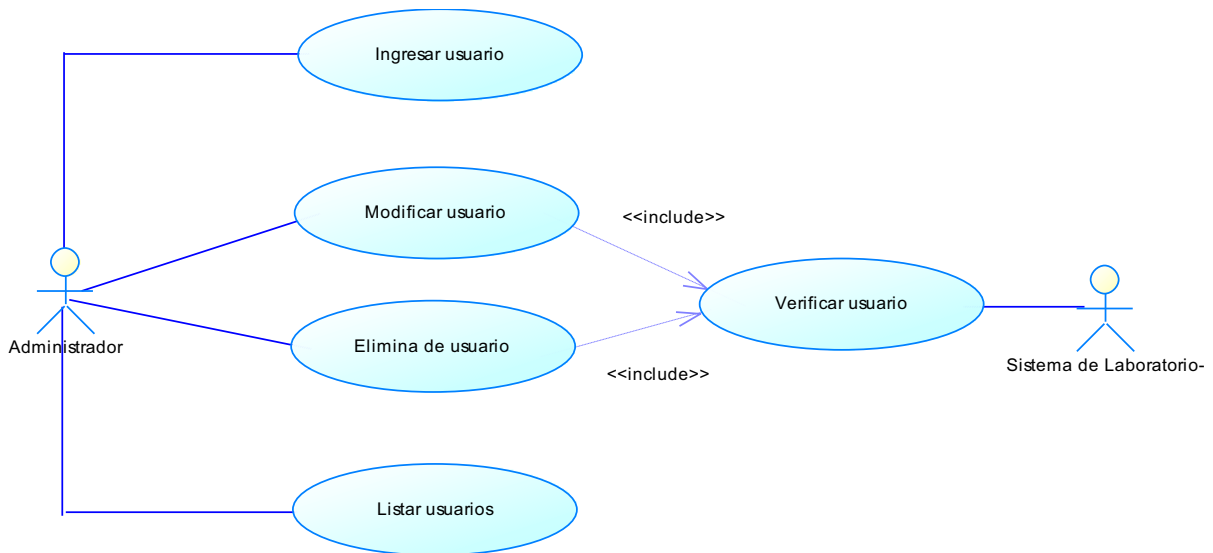 Ingresar usuario
Modificar usuario
<<include>>
Verificar usuario
Elimina de usuario
Administrador
Sistema de Laboratorio-
<<include>>
Listar usuarios